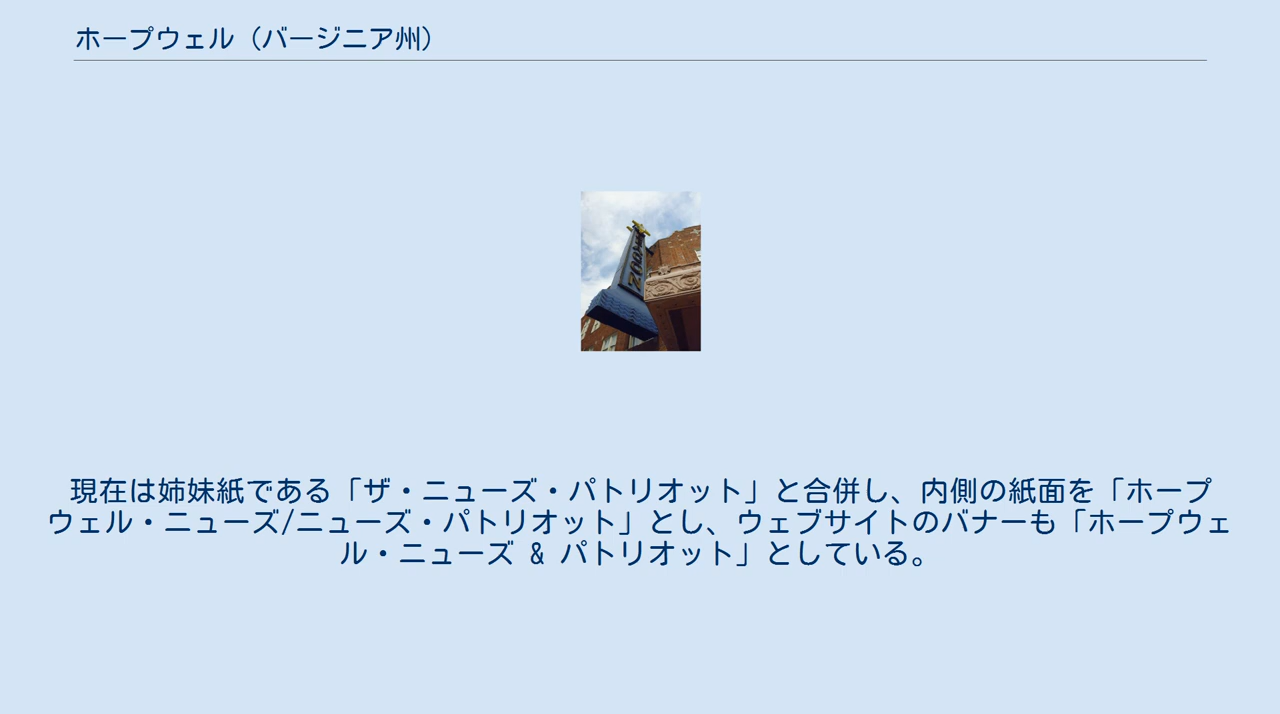 ホープウェル（バージニア州）
現在は姉妹紙である「ザ・ニューズ・パトリオット」と合併し、内側の紙面を「ホープ
ウェル・ニューズ/ニューズ・パトリオット」とし、ウェブサイトのバナーも「ホープウェ
ル・ニューズ & パトリオット」としている。